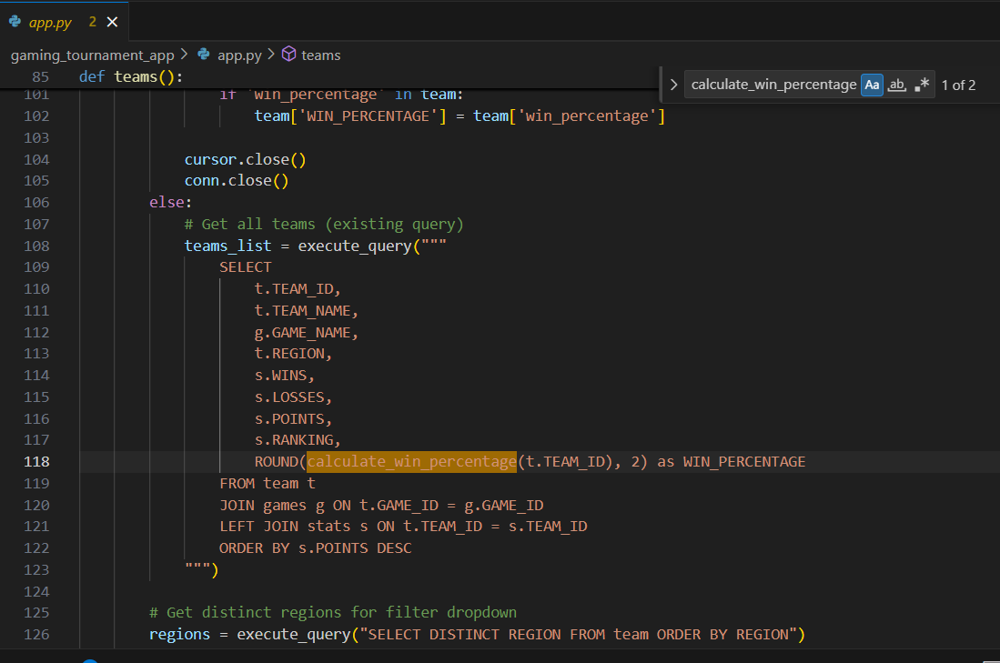 app.py 2
gaming_tournament_app > app.py > teams
85 def teams():
calculate_win_percentage Aa ab .* 1 of 2
101 if 'win_percentage' in team:
102 team['WIN_PERCENTAGE'] = team['win_percentage']
103
104 cursor.close()
105 conn.close()
106 else:
107 # Get all teams (existing query)
108 teams_list = execute_query("""
109 SELECT
110 t.TEAM_ID,
111 t.TEAM_NAME,
112 g.GAME_NAME,
113 t.REGION,
114 s.WINS,
115 s.LOSSES,
116 s.POINTS,
117 s.RANKING,
118 ROUND(calculate_win_percentage(t.TEAM_ID), 2) as WIN_PERCENTAGE
119 FROM team t
120 JOIN games g ON t.GAME_ID = g.GAME_ID
121 LEFT JOIN stats s ON t.TEAM_ID = s.TEAM_ID
122 ORDER BY s.POINTS DESC
123 """)
124
125 # Get distinct regions for filter dropdown
126 regions = execute_query("SELECT DISTINCT REGION FROM team ORDER BY REGION")